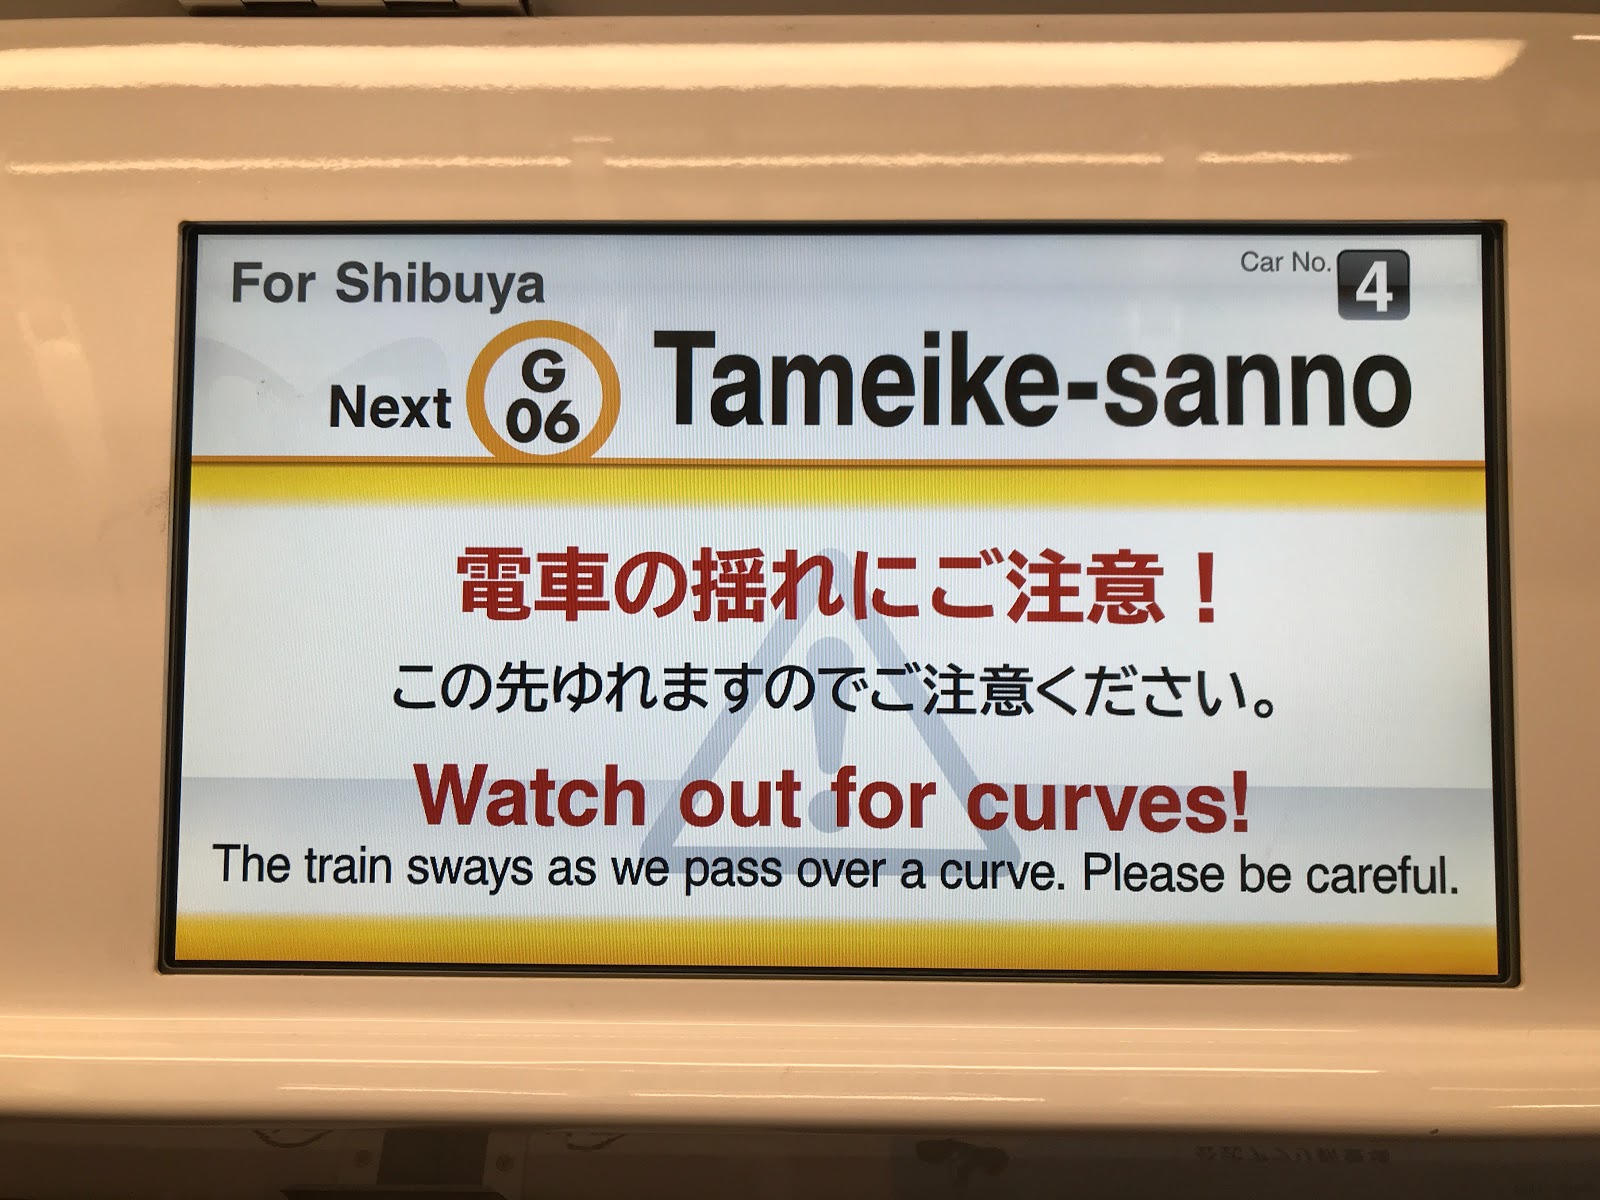 For Shibuya
Car No. 4
Next G 06 Tameike-sanno
電車の揺れにご注意！
この先ゆれますのでご注意ください。
Watch out for curves!
The train sways as we pass over a curve. Please be careful.